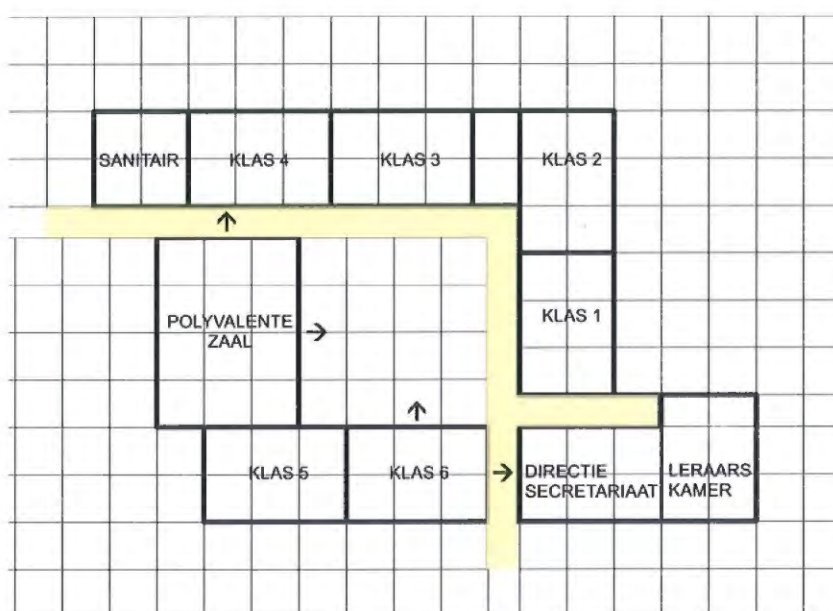 SANITAIR
KLAS 4
KLAS 3
KLAS 2
POLYVALENTE
ZAAL
KLAS 1
KLAS 5
KLAS 6
DIRECTIE
SECRETARIAAT
LERAARS
KAMER